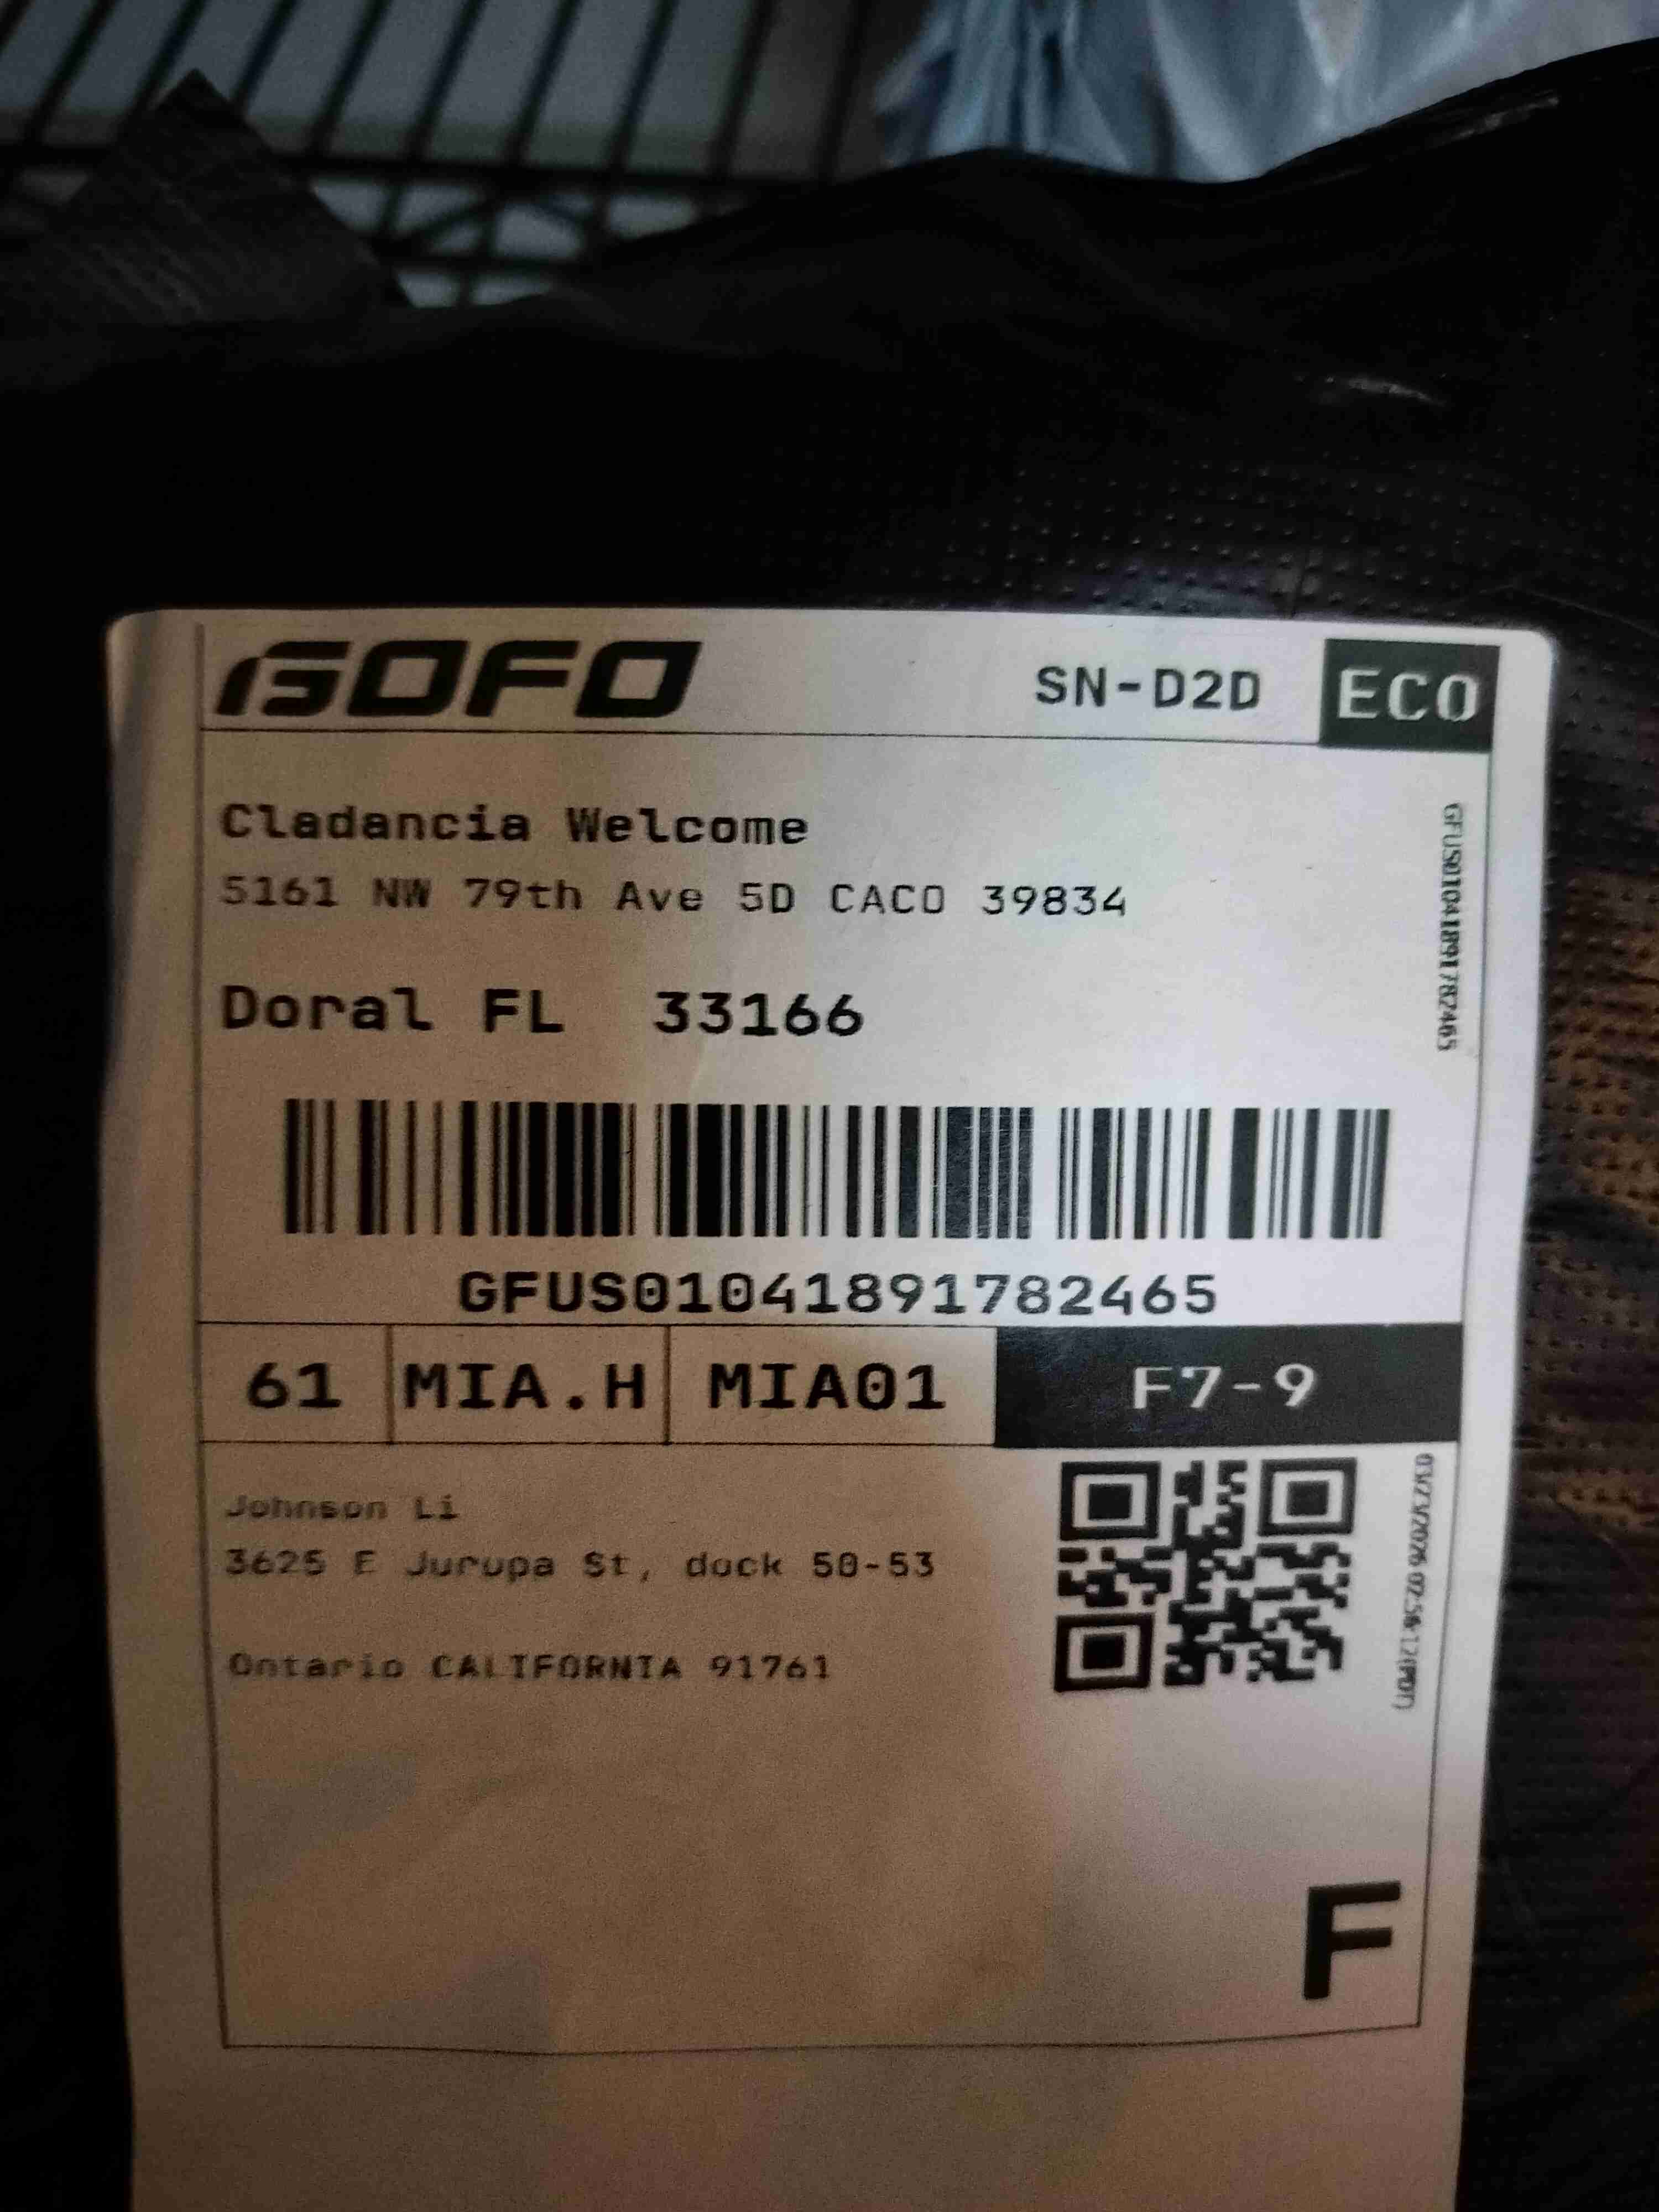 GOFO SN-D2D ECO
Cladancia Welcome
5161 NW 79th Ave 5D CACO 39834
Doral FL 33166
GFUS01041891782465
GFUS01041891782465
61 MIA.H MIA01 F7-9
Johnson Li
3625 E Jurupa St, dock 50-53
Ontario CALIFORNIA 91761
F